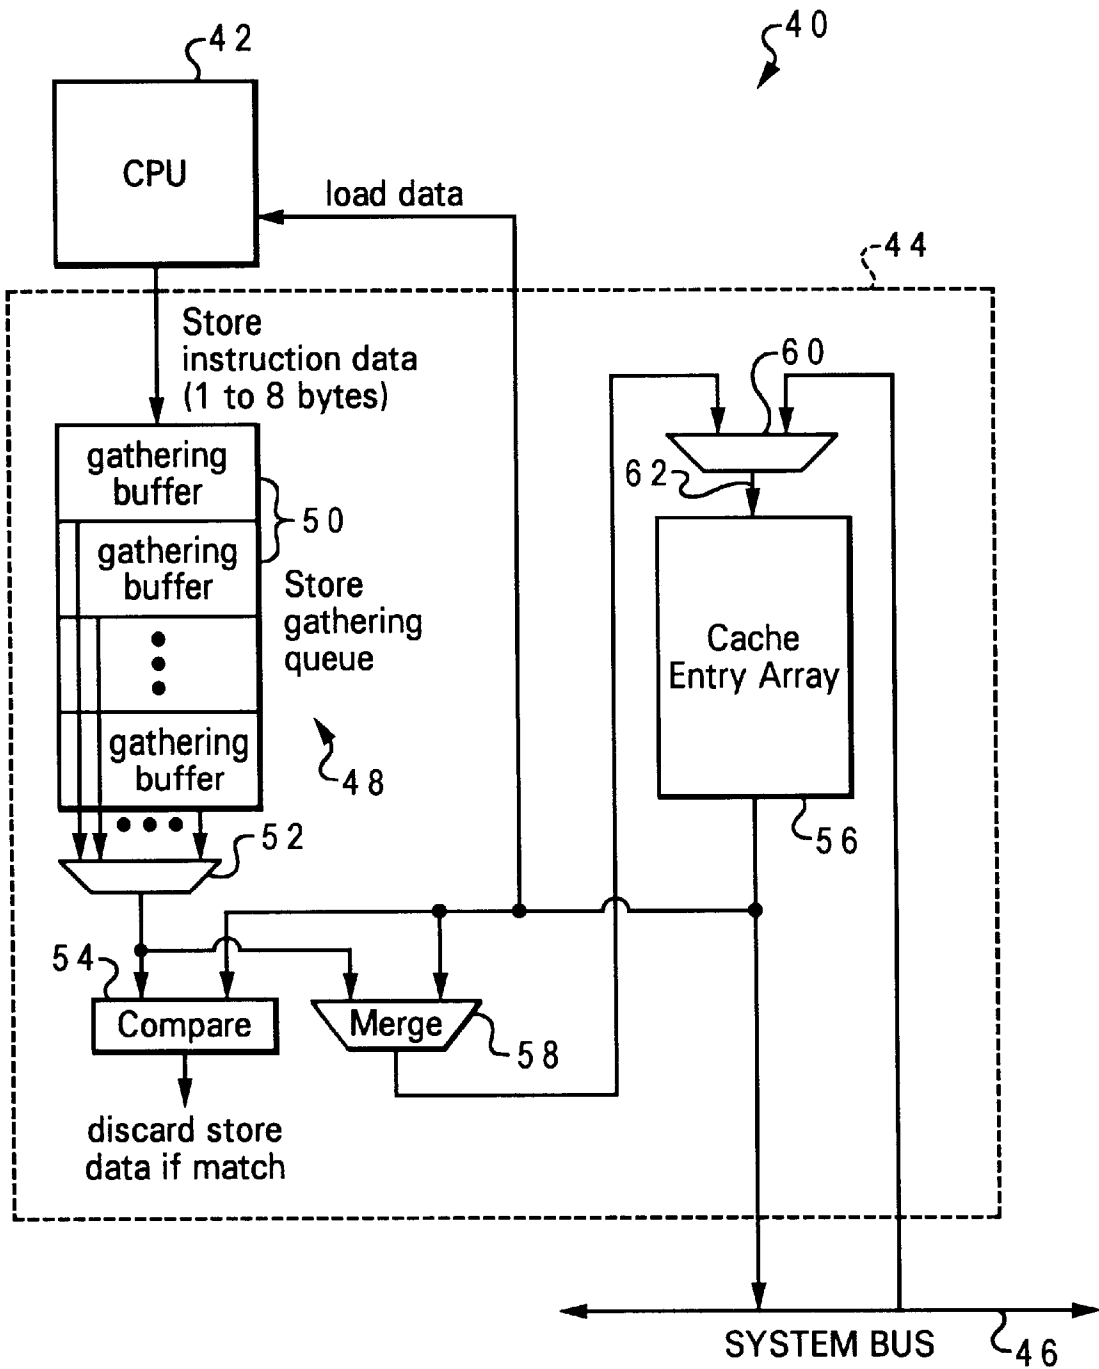 42
40
CPU
load data
44
Store
instruction data
(1 to 8 bytes)
60
gathering
buffer
62
50
gathering
buffer
Store
gathering
queue
Cache
Entry Array
gathering
buffer
48
52
56
54
Compare
Merge
58
discard store
data if match
SYSTEM BUS
46